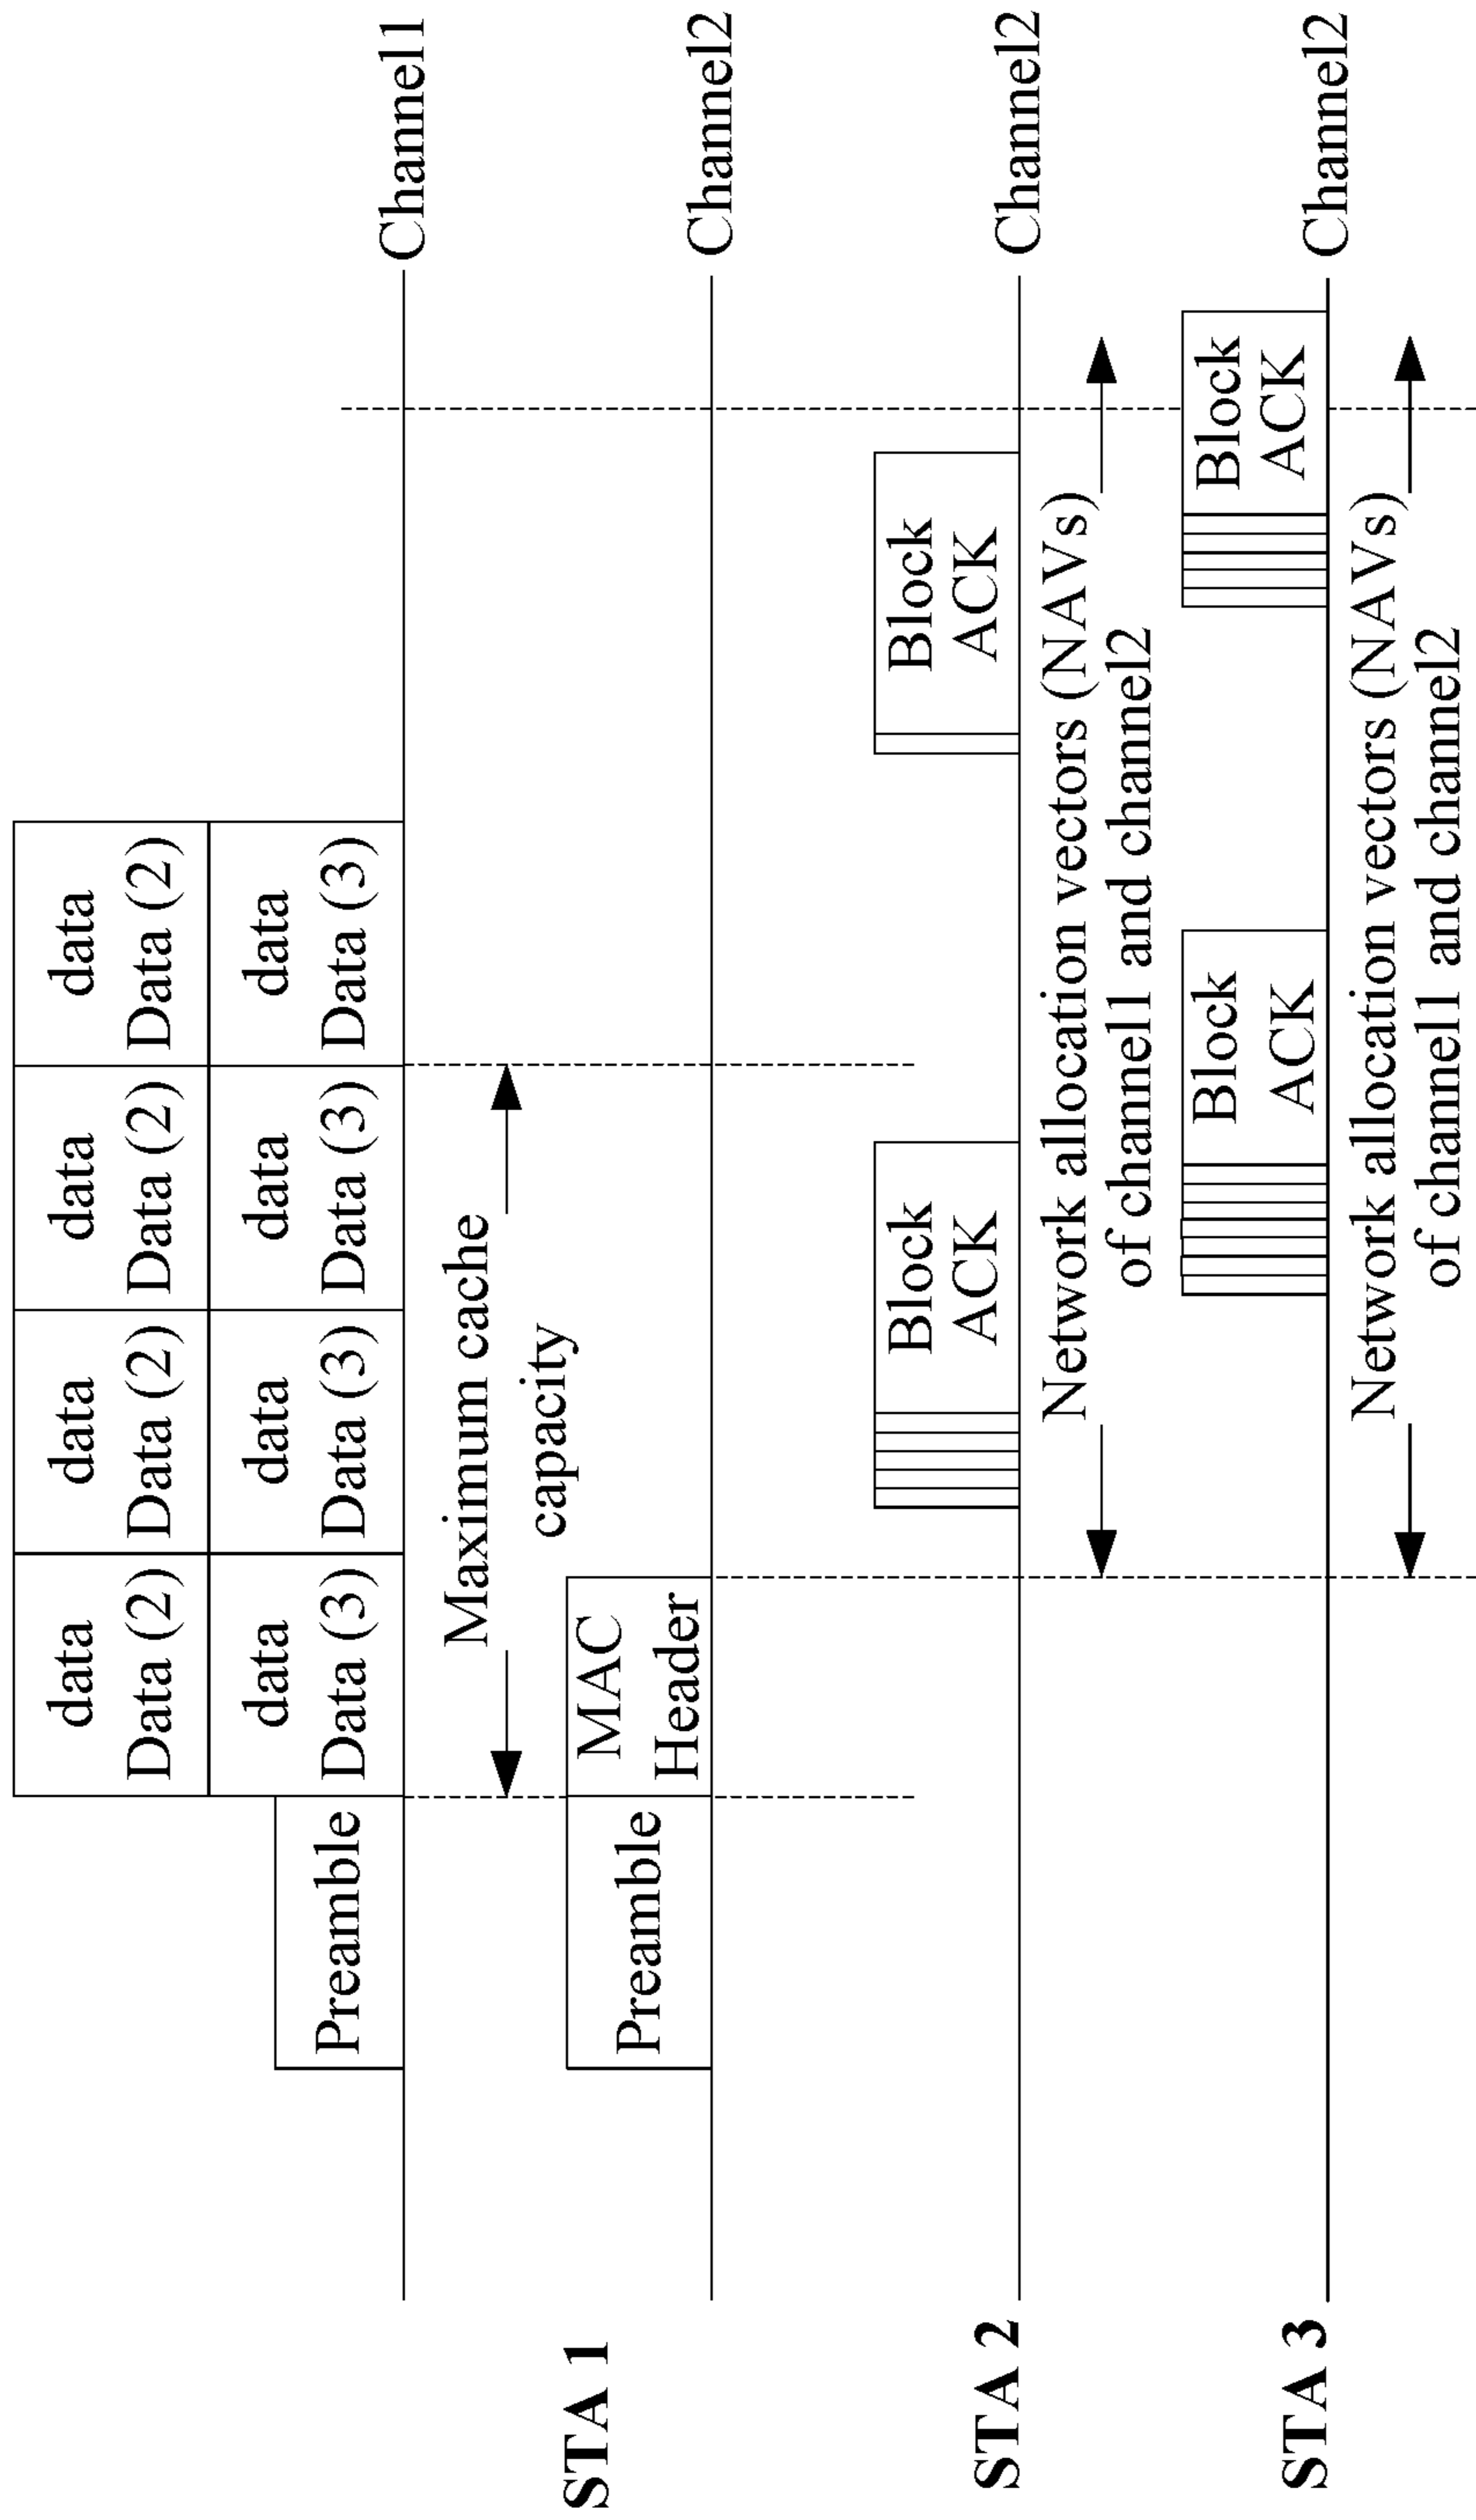 data
Data (2)
data
Data (2)
data
Data (2)
data
Data (2)
Preamble
data
Data (3)
data
Data (3)
data
Data (3)
data
Data (3)
Channel1
Maximum cache
capacity
STA 1
Preamble
MAC
Header
Channel2
STA 2
Block
ACK
Block
ACK
Channel2
Network allocation vectors (NAVs)
of channel1 and channel2
STA 3
Block
ACK
Block
ACK
Channel2
Network allocation vectors (NAVs)
of channel1 and channel2